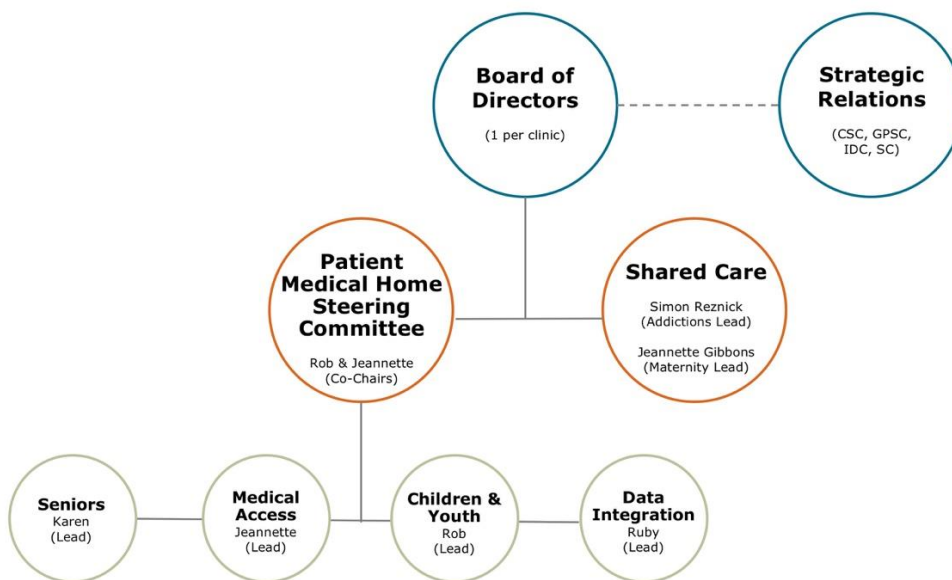 Board of
Directors
(1 per clinic)
Strategic
Relations
(CSC, GPSC,
IDC, SC)
Patient
Medical Home
Steering
Committee
Rob & Jeannette
(Co-Chairs)
Shared Care
Simon Reznick
(Addictions Lead)
Jeannette Gibbons
(Maternity Lead)
Seniors
Karen
(Lead)
Medical
Access
Jeannette
(Lead)
Children &
Youth
Rob
(Lead)
Data
Integration
Ruby
(Lead)